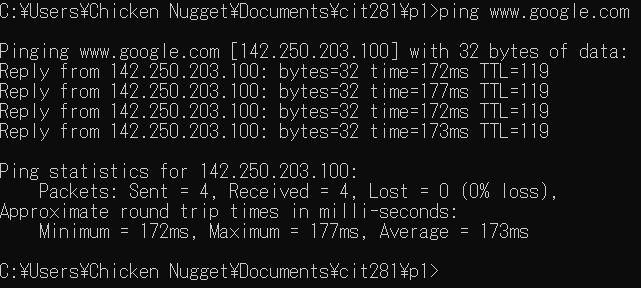 C:¥Users¥Chicken Nugget¥Documents¥cit281¥p1>ping www.google.com
Pinging www.google.com [142.250.203.100] with 32 bytes of data:
Reply from 142.250.203.100: bytes=32 time=172ms TTL=119
Reply from 142.250.203.100: bytes=32 time=177ms TTL=119
Reply from 142.250.203.100: bytes=32 time=172ms TTL=119
Reply from 142.250.203.100: bytes=32 time=173ms TTL=119
Ping statistics for 142.250.203.100:
    Packets: Sent = 4, Received = 4, Lost = 0 (0% loss),
Approximate round trip times in milli-seconds:
    Minimum = 172ms, Maximum = 177ms, Average = 173ms
C:¥Users¥Chicken Nugget¥Documents¥cit281¥p1>